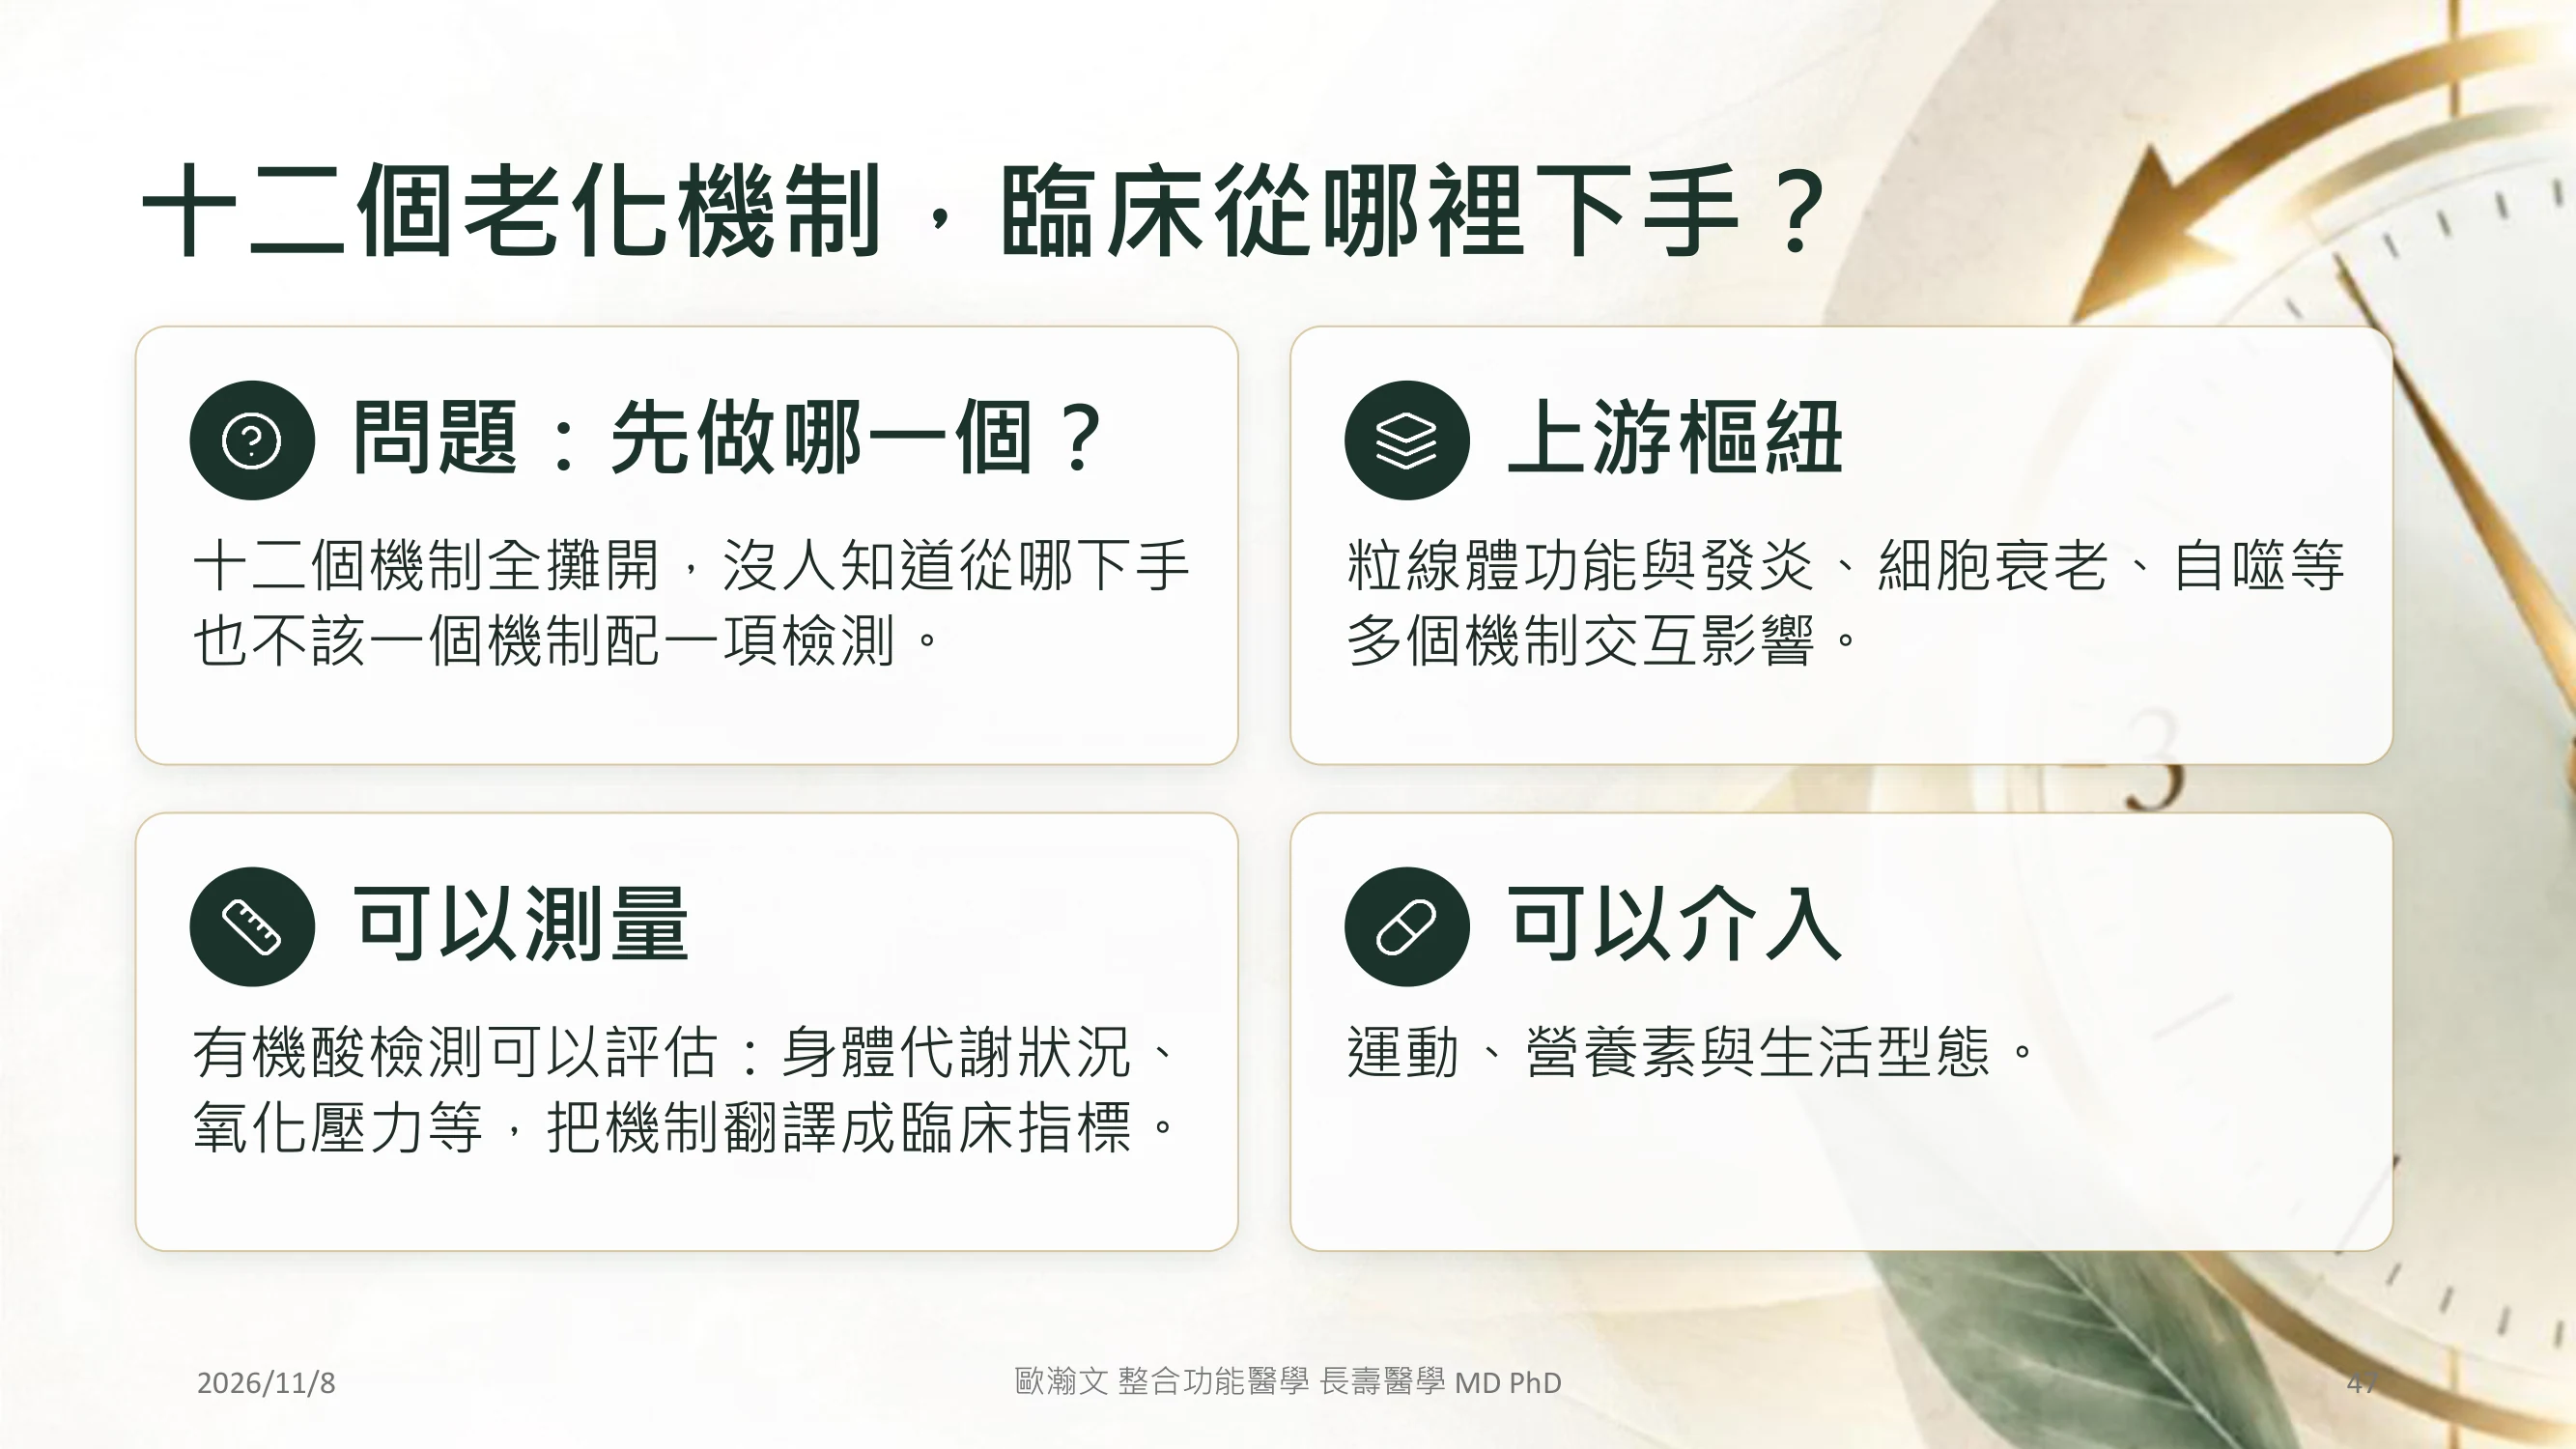 十二個老化機制，臨床從哪裡下手？
問題：先做哪一個？
十二個機制全攤開，沒人知道從哪下手
也不該一個機制配一項檢測。
上游樞紐
粒線體功能與發炎、細胞衰老、自噬等
多個機制交互影響。
可以測量
有機酸檢測可以評估：身體代謝狀況、
氧化壓力等，把機制翻譯成臨床指標。
可以介入
運動、營養素與生活型態。
3
2026/11/8
歐瀚文 整合功能醫學 長壽醫學 MD PhD
47